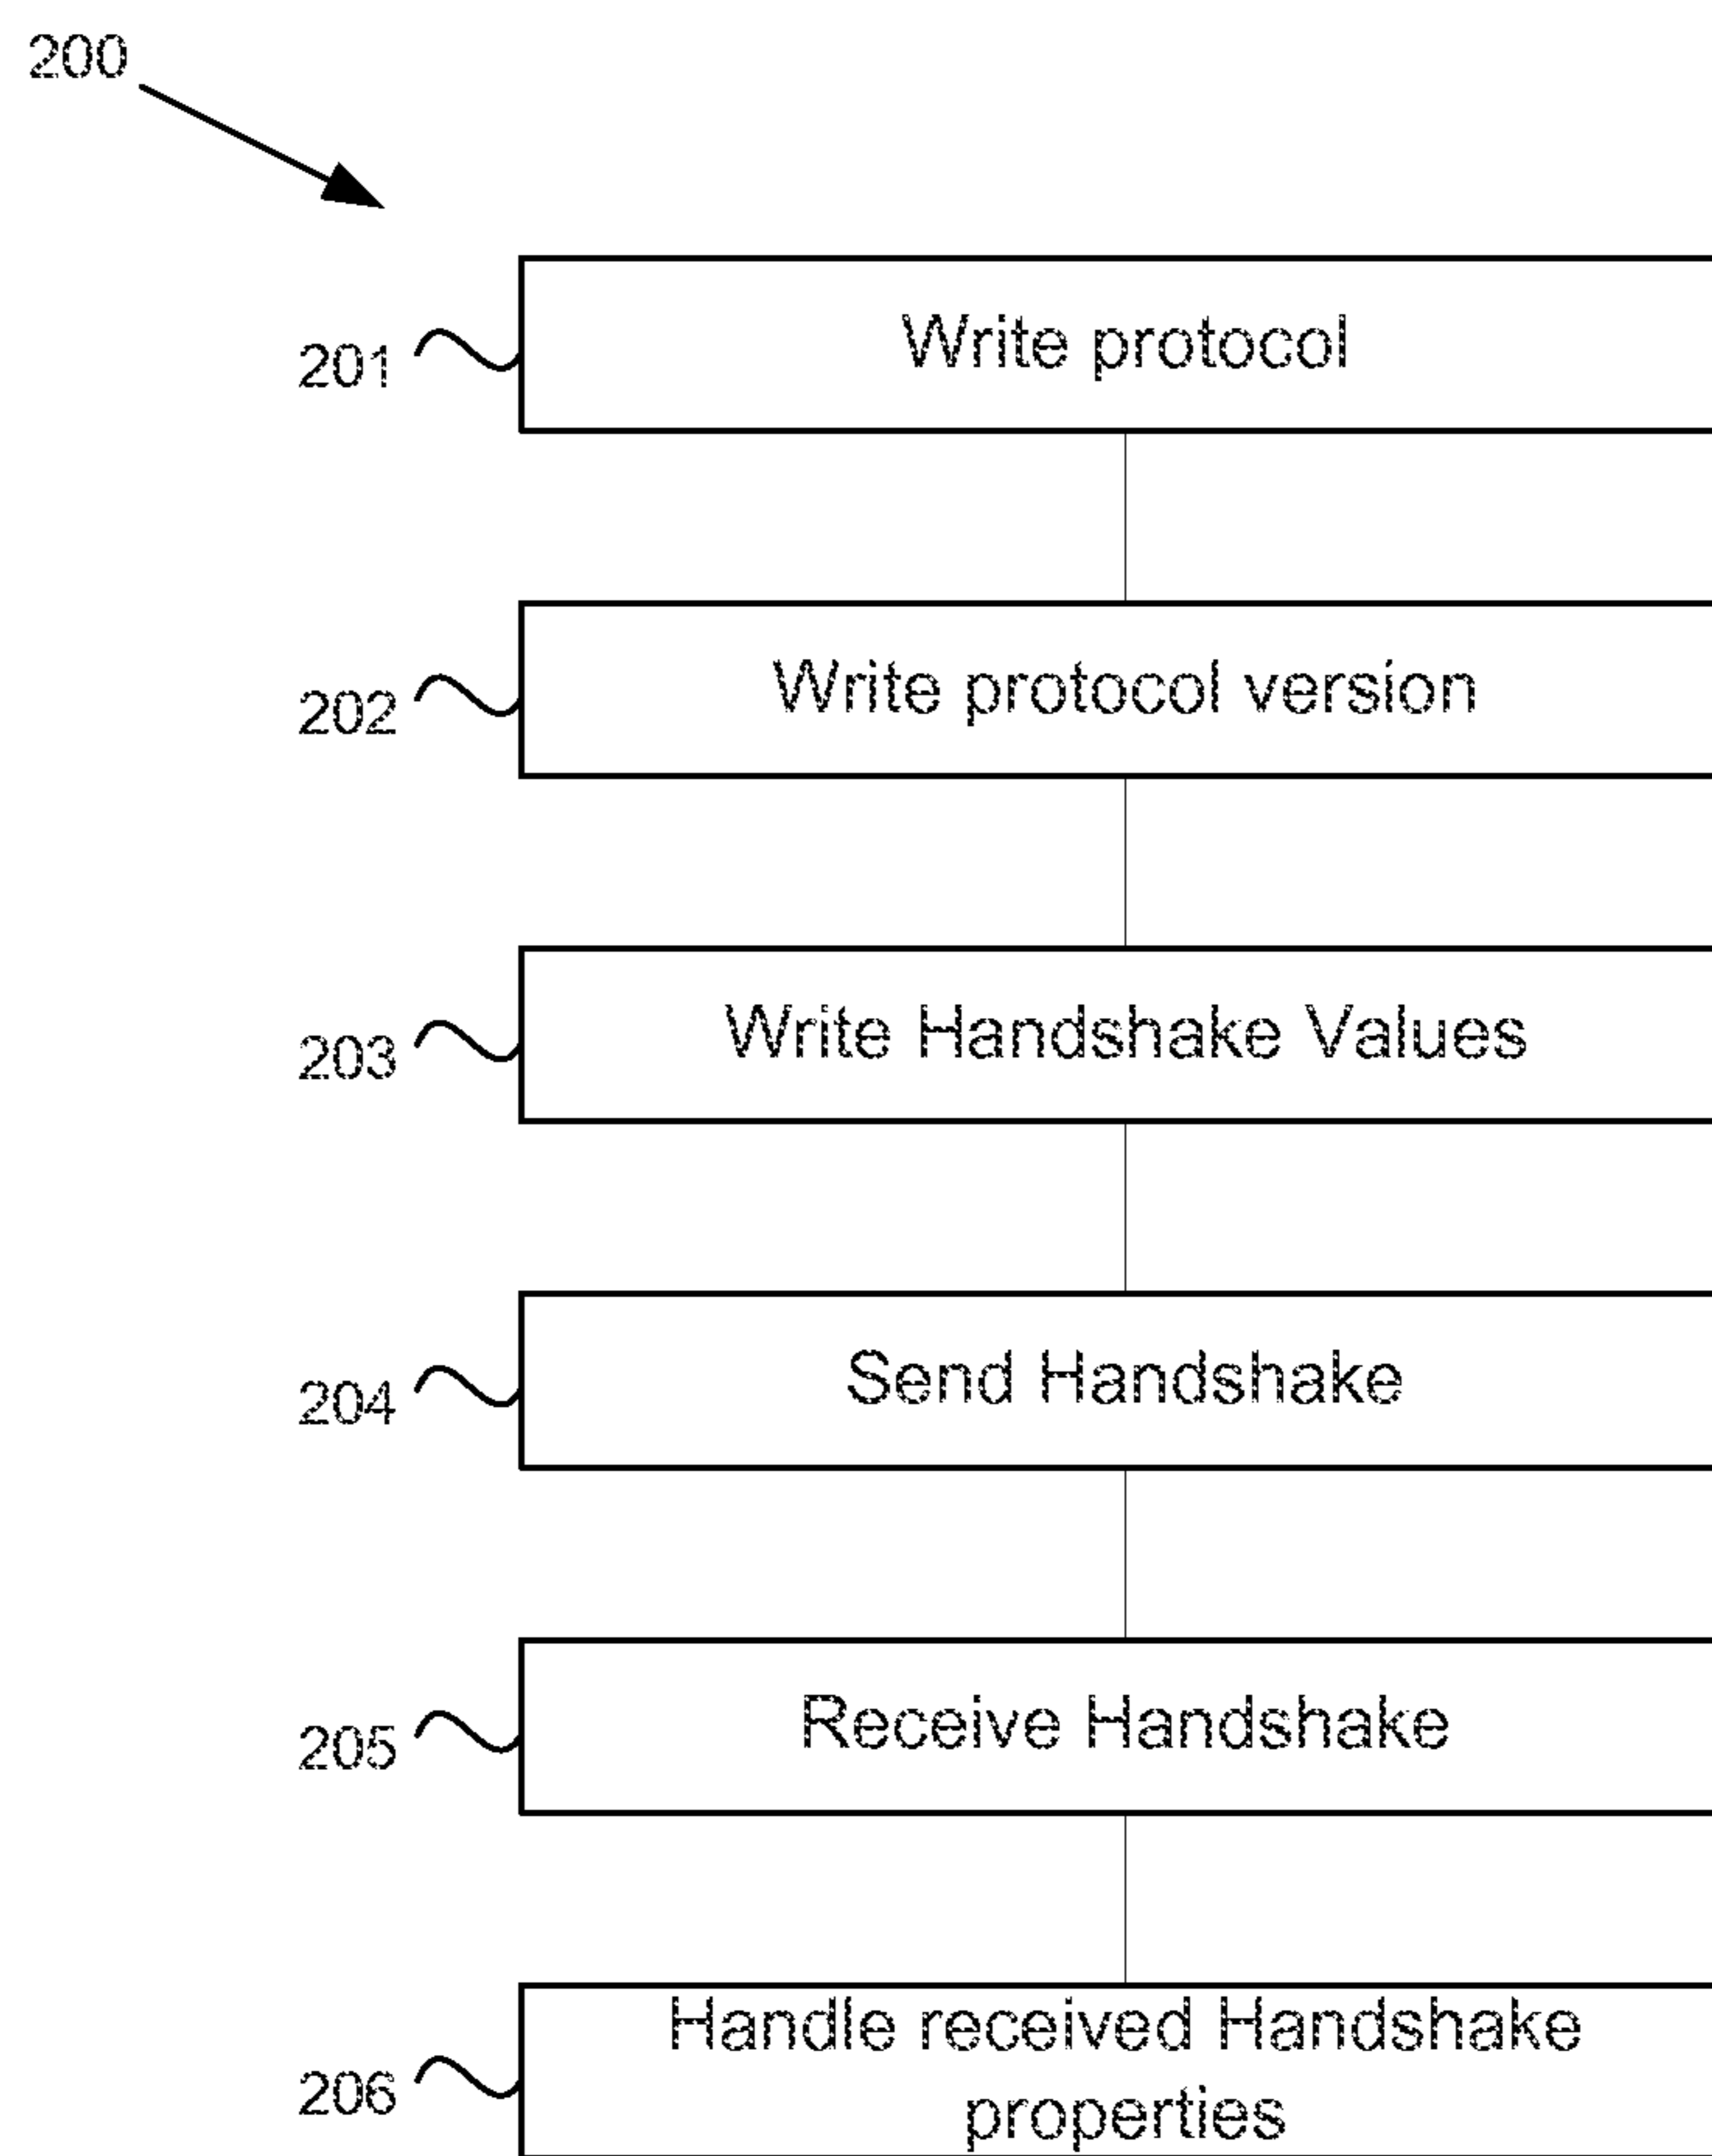 200
201 Write protocol
202 Write protocol version
203 Write Handshake Values
204 Send Handshake
205 Receive Handshake
206 Handle received Handshake
properties